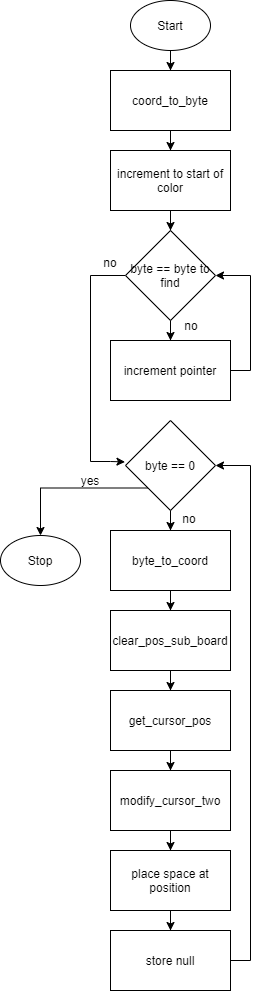 Start
coord_to_byte
increment to start of
color
no
byte == byte to
find
no
increment pointer
byte == 0
yes
no
Stop
byte_to_coord
clear_pos_sub_board
get_cursor_pos
modify_cursor_two
place space at
position
store null